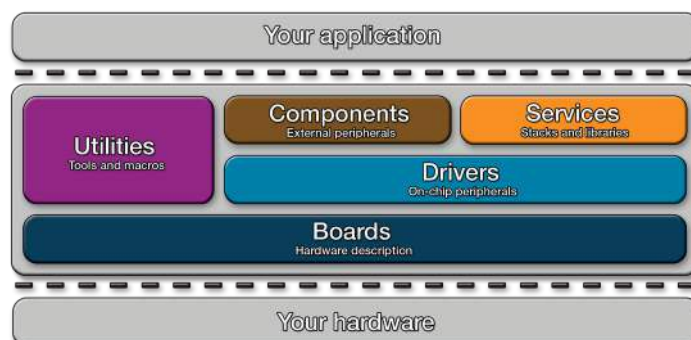 Your application
Utilities
Tools and macros
Components
External peripherals
Services
Stacks and libraries
Drivers
On-chip peripherals
Boards
Hardware description
Your hardware